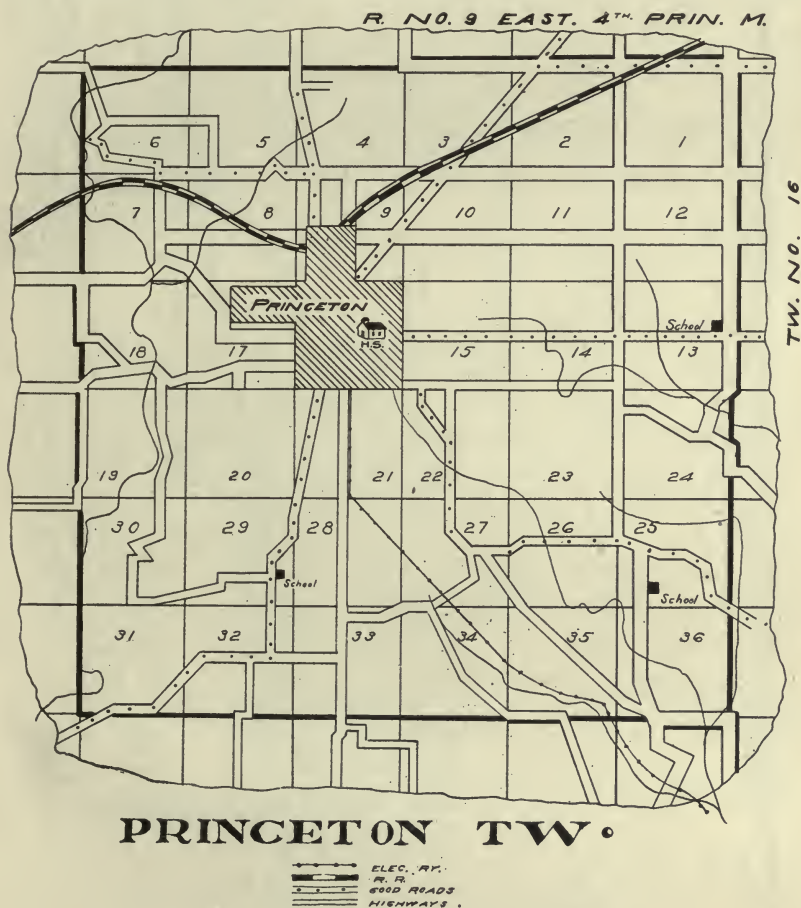 R. NO. 9 EAST. 4TH. PRIN. M.
TW. NO. 16
6 5 4 3 2 1
7 8 9 10 11 12
PRINCETON
H.S.
School
18 17 15 14 13
19 20 21 22 23 24
30 29 28 27 26 25
School
School
31 32 33 34 35 36
PRINCETON TW.
ELEC. RY.
R. R.
GOOD ROADS
HIGHWAYS.